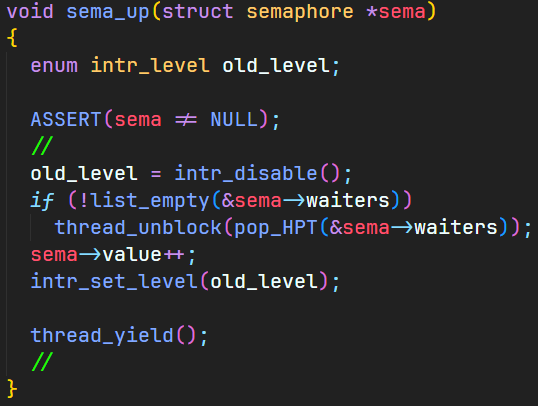 void sema_up(struct semaphore *sema)
{
enum intr_level old_level;
ASSERT(sema != NULL);
//
old_level = intr_disable();
if (!list_empty(&sema->waiters))
thread_unblock(pop_HPT(&sema->waiters));
sema->value++;
intr_set_level(old_level);
thread_yield();
//
}